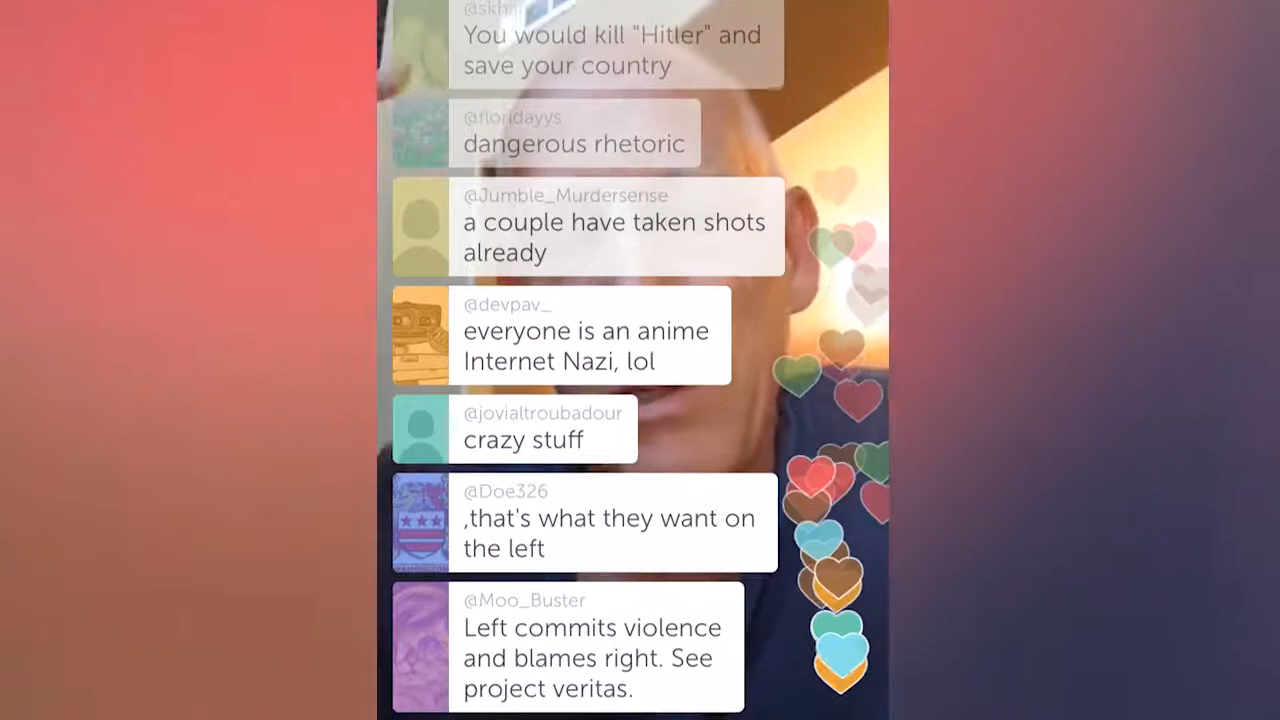 You would kill "Hitler" and
save your country
@floridayys
dangerous rhetoric
@Jumble_Murdersense
a couple have taken shots
already
@devpav_
everyone is an anime
Internet Nazi, lol
@jovialtroubadour
crazy stuff
@Doe326
,that's what they want on
the left
@Moo_Buster
Left commits violence
and blames right. See
project veritas.